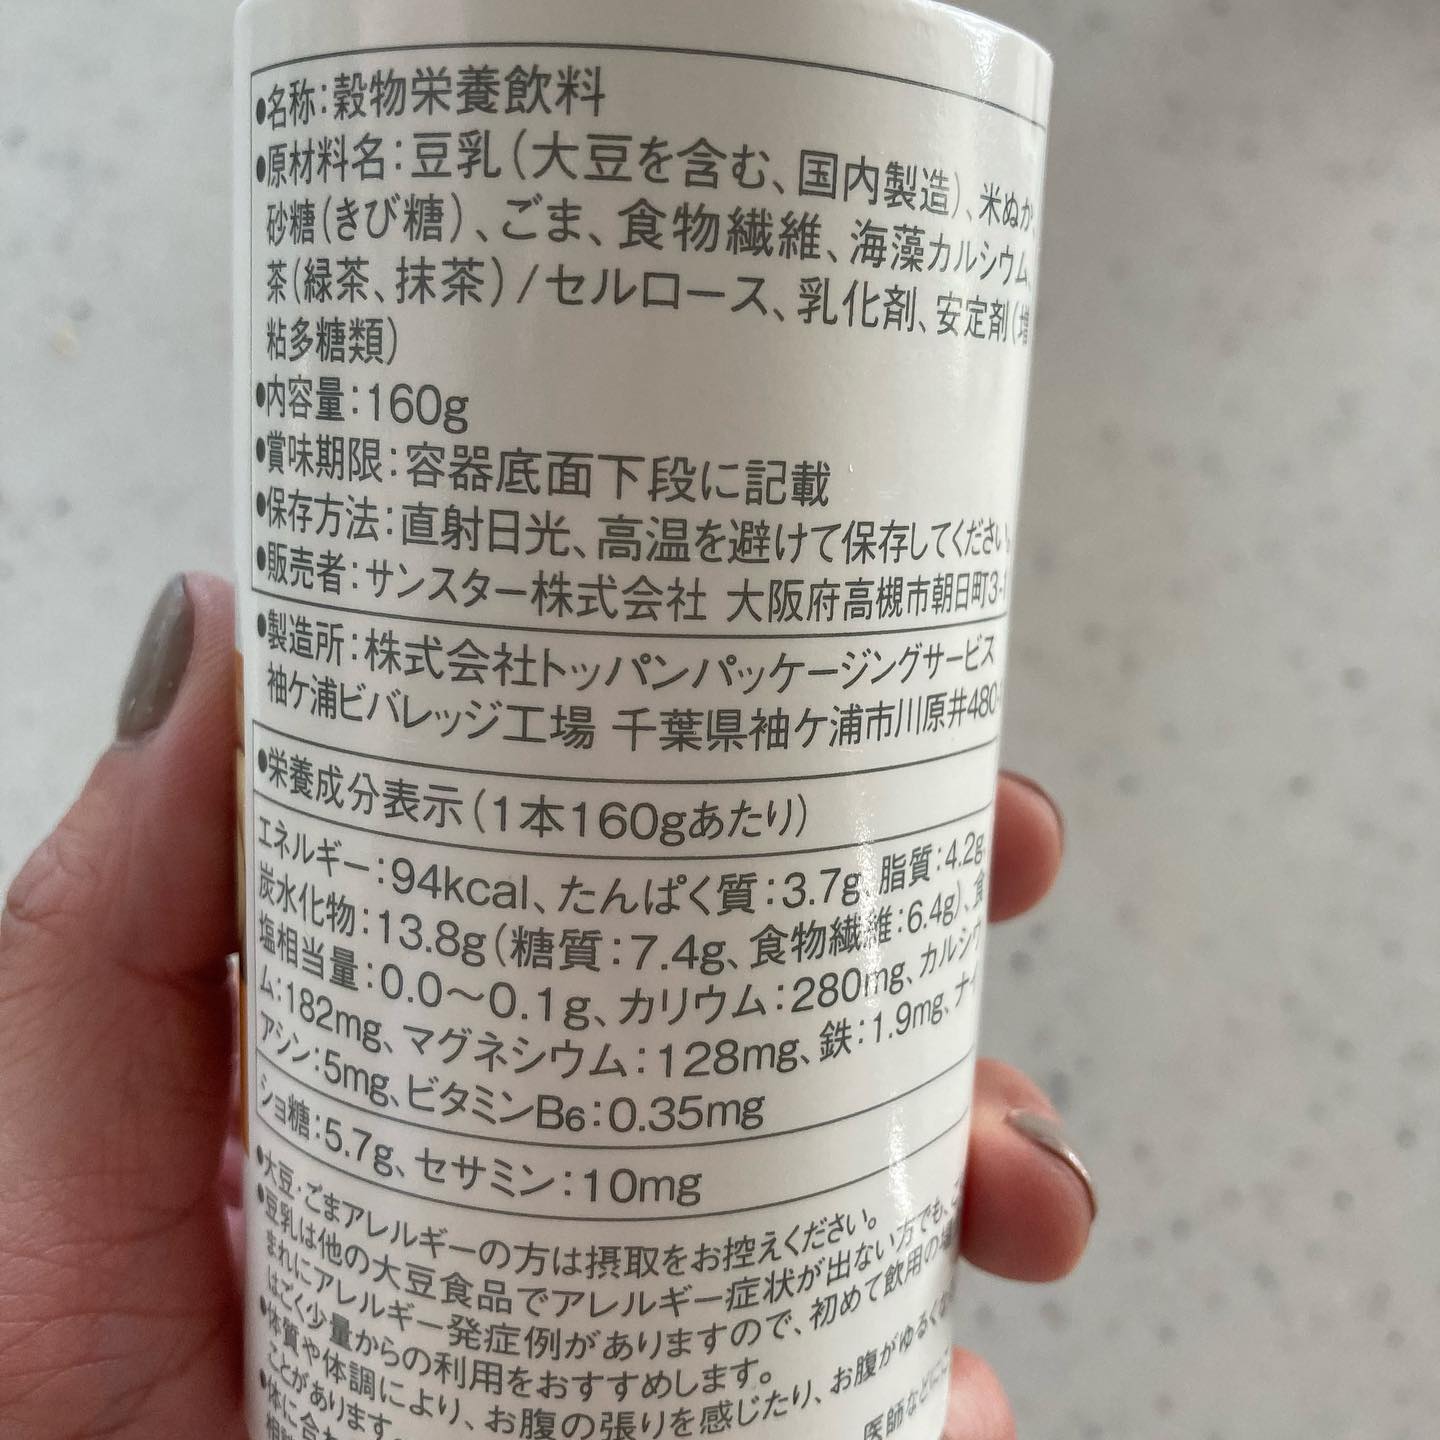 ●名称：穀物栄養飲料
●原材料名：豆乳（大豆を含む、国内製造）、米ぬか
砂糖（きび糖）、ごま、食物繊維、海藻カルシウム、
茶（緑茶、抹茶）/セルロース、乳化剤、安定剤（増
粘多糖類）
●内容量：160g
●賞味期限：容器底面下段に記載
●保存方法：直射日光、高温を避けて保存してください。
●販売者：サンスター株式会社 大阪府高槻市朝日町3-1
●製造所：株式会社トッパンパッケージングサービス
袖ケ浦ビバレッジ工場 千葉県袖ケ浦市川原井480-
●栄養成分表示（1本160gあたり）
エネルギー：94kcal、たんぱく質：3.7g、脂質：4.2g、
炭水化物：13.8g（糖質：7.4g、食物繊維：6.4g）、食
塩相当量：0.0～0.1g、カリウム：280mg、カルシウ
ム：182mg、マグネシウム：128mg、鉄：1.9mg、ナイ
アシン：5mg、ビタミンB6：0.35mg
ショ糖：5.7g、セサミン：10mg
●大豆・ごまアレルギーの方は摂取をお控えください。
●豆乳は他の大豆食品でアレルギー症状が出ない方でも、
まれにアレルギー発症例がありますので、初めて飲用の場
はごく少量からの利用をおすすめします。
●体質や体調により、お腹の張りを感じたり、お腹がゆるくな
ことがあります。
●体に合わ 医師などに